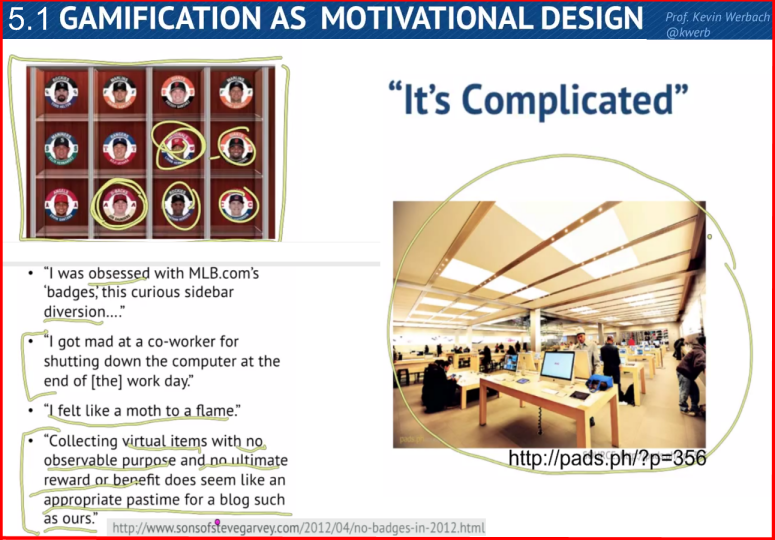 5.1 GAMIFICATION AS MOTIVATIONAL DESIGN
Prof. Kevin Werbach
@kwerb
“It’s Complicated”
• “I was obsessed with MLB.com’s
‘badges,’ this curious sidebar
diversion....”
• “I got mad at a co-worker for
shutting down the computer at the
end of [the] work day.”
• “I felt like a moth to a flame.”
• “Collecting virtual items with no
observable purpose and no ultimate
reward or benefit does seem like an
appropriate pastime for a blog such
as ours.”
http://www.sonsofstevegarvey.com/2012/04/no-badges-in-2012.html
http://pads.ph/?p=356